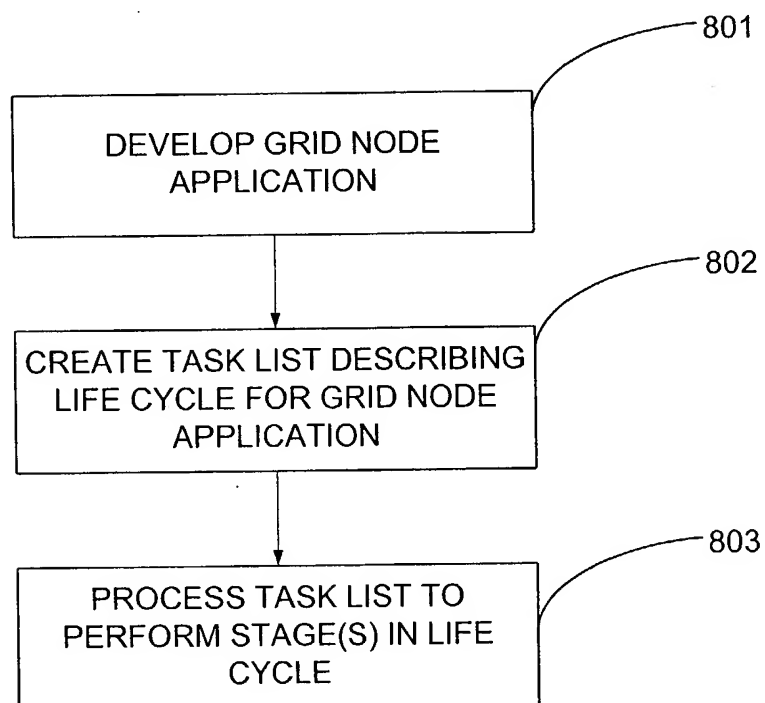 801
DEVELOP GRID NODE
APPLICATION
802
CREATE TASK LIST DESCRIBING
LIFE CYCLE FOR GRID NODE
APPLICATION
803
PROCESS TASK LIST TO
PERFORM STAGE(S) IN LIFE
CYCLE